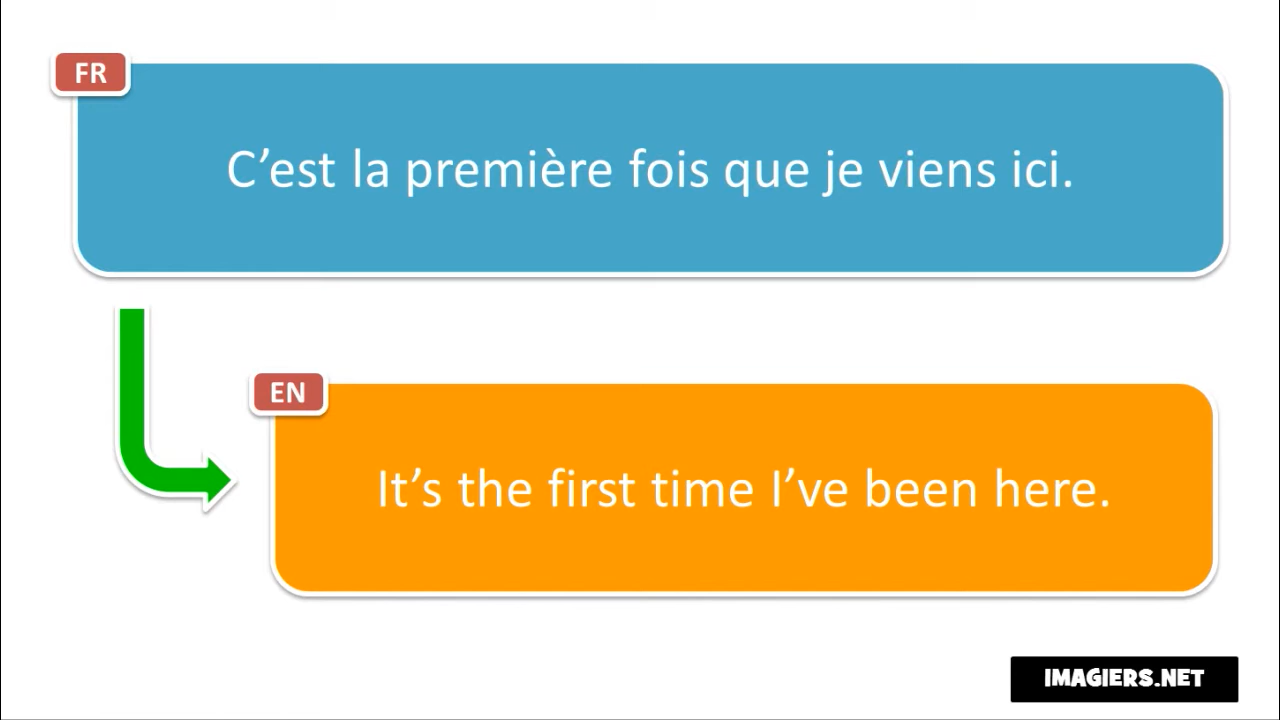 FR
C’est la première fois que je viens ici.
EN
It’s the first time I’ve been here.
IMAGIERS.NET